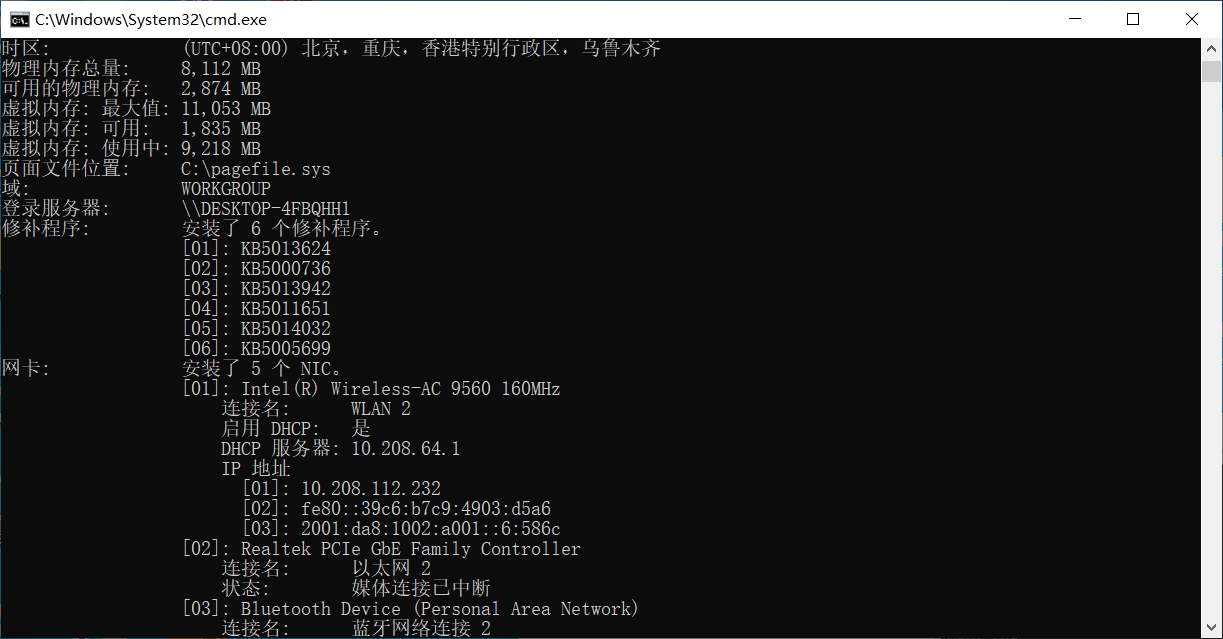 C:\Windows\System32\cmd.exe
时区:             (UTC+08:00) 北京，重庆，香港特别行政区，乌鲁木齐
物理内存总量:     8,112 MB
可用的物理内存:   2,874 MB
虚拟内存: 最大值: 11,053 MB
虚拟内存: 可用:   1,835 MB
虚拟内存: 使用中: 9,218 MB
页面文件位置:     C:\pagefile.sys
域:               WORKGROUP
登录服务器:       \\DESKTOP-4FBQHH1
修补程序:         安装了 6 个修补程序。
                  [01]: KB5013624
                  [02]: KB5000736
                  [03]: KB5013942
                  [04]: KB5011651
                  [05]: KB5014032
                  [06]: KB5005699
网卡:             安装了 5 个 NIC。
                  [01]: Intel(R) Wireless-AC 9560 160MHz
                      连接名:      WLAN 2
                      启用 DHCP:   是
                      DHCP 服务器: 10.208.64.1
                      IP 地址
                        [01]: 10.208.112.232
                        [02]: fe80::39c6:b7c9:4903:d5a6
                        [03]: 2001:da8:1002:a001::6:586c
                  [02]: Realtek PCIe GbE Family Controller
                      连接名:      以太网 2
                      状态:        媒体连接已中断
                  [03]: Bluetooth Device (Personal Area Network)
                      连接名:      蓝牙网络连接 2